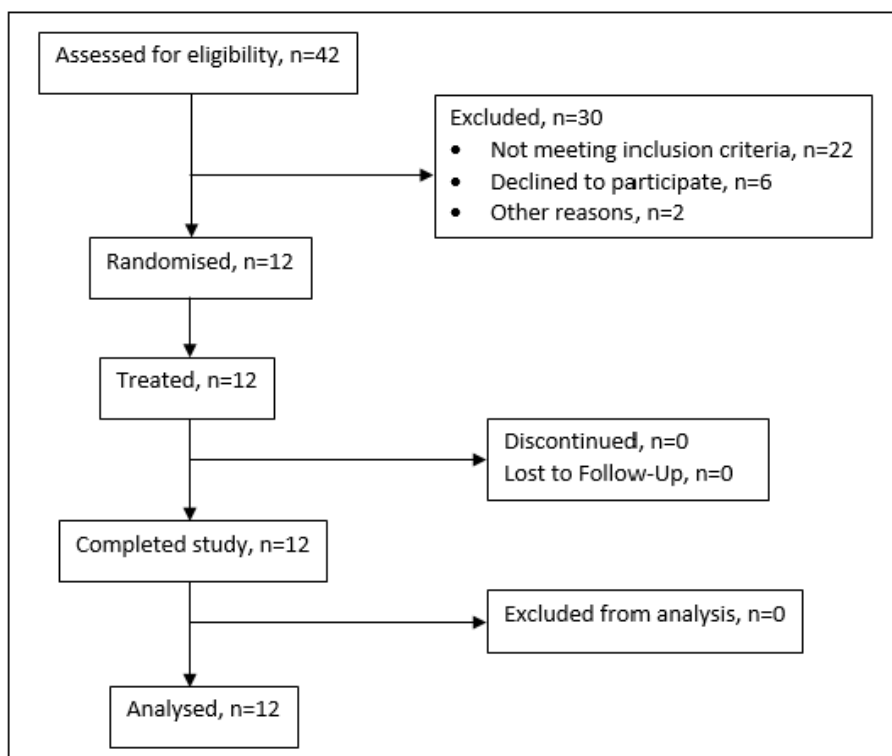 Assessed for eligibility, n=42
Excluded, n=30
• Not meeting inclusion criteria, n=22
• Declined to participate, n=6
• Other reasons, n=2
Randomised, n=12
Treated, n=12
Discontinued, n=0
Lost to Follow-Up, n=0
Completed study, n=12
Excluded from analysis, n=0
Analysed, n=12